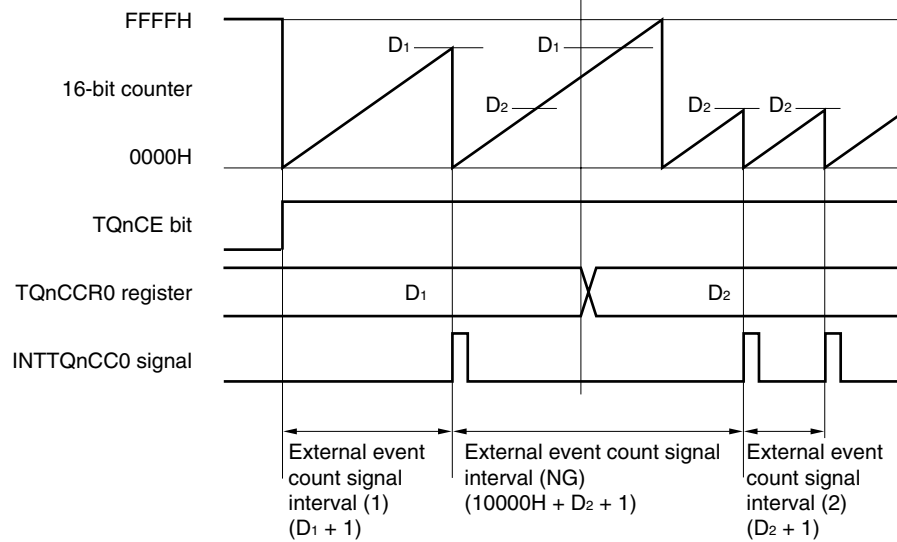 FFFFH
D1
D1
16-bit counter
D2
D2
D2
0000H
TQnCE bit
TQnCCR0 register
D1
D2
INTTQnCC0 signal
External event
count signal
interval (1)
(D1 + 1)
External event count signal
interval (NG)
(10000H + D2 + 1)
External event
count signal
interval (2)
(D2 + 1)